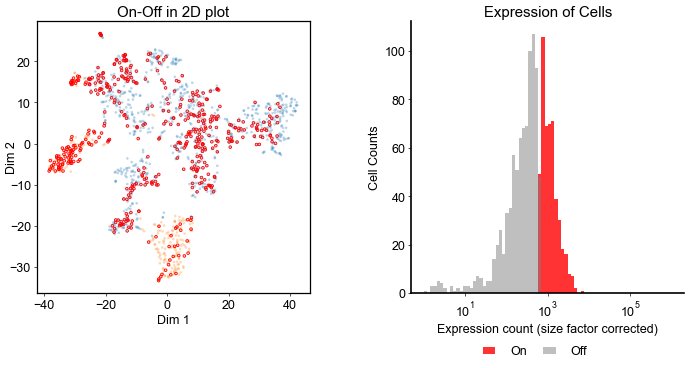 On-Off in 2D plot
Expression of Cells
Dim 2
20
10
0
−10
−20
−30
−40
−20
0
20
40
Dim 1
Cell Counts
100
80
60
40
20
0
10^1
10^3
10^5
Expression count (size factor corrected)
On
Off